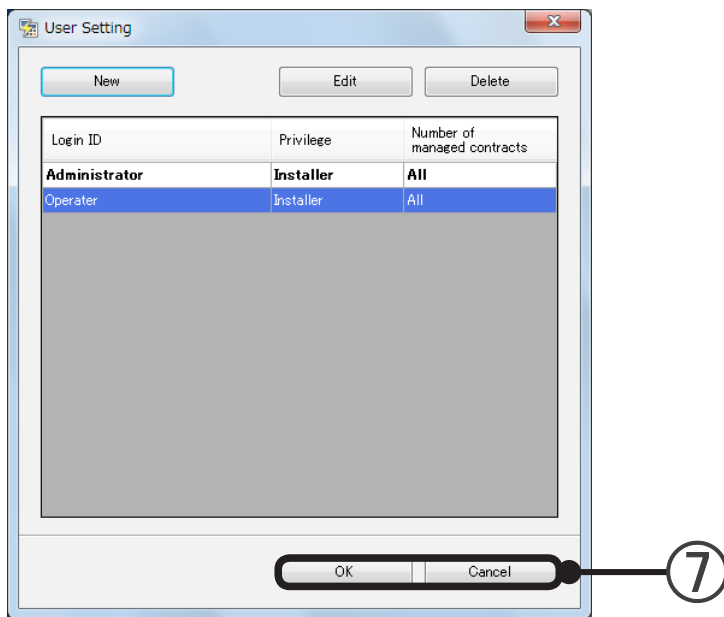 User Setting
New Edit Delete
Login ID Privilege Number of
managed contracts
Administrator Installer All
Operater Installer All
OK Cancel
⑦